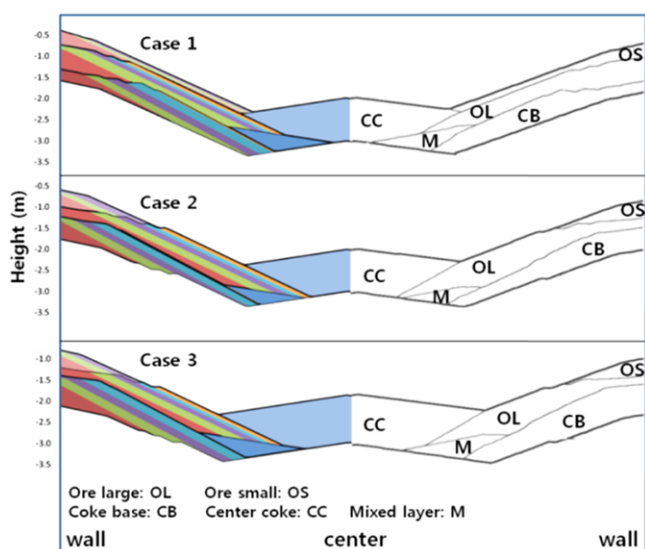 Height (m)
Case 1
-0.5
-1.0
-1.5
-2.0
-2.5
-3.0
-3.5
CC
M
OL
CB
OS
Case 2
-0.5
-1.0
-1.5
-2.0
-2.5
-3.0
-3.5
CC
M
OL
CB
OS
Case 3
-1.0
-1.5
-2.0
-2.5
-3.0
-3.5
CC
M
OL
CB
OS
Ore large: OL Ore small: OS
Coke base: CB Center coke: CC Mixed layer: M
wall center wall